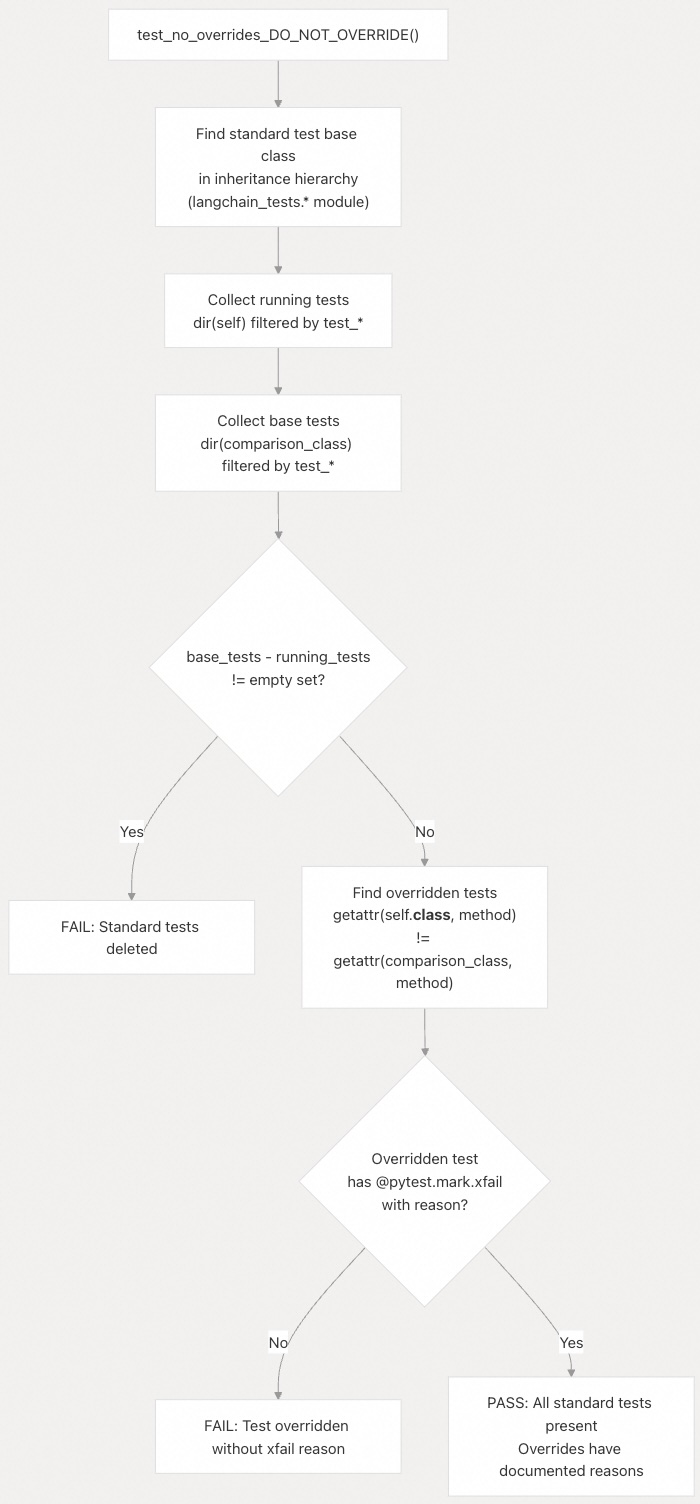 test_no_overrides_DO_NOT_OVERRIDE()
Find standard test base
class
in inheritance hierarchy
(langchain_tests.* module)
Collect running tests
dir(self) filtered by test_*
Collect base tests
dir(comparison_class)
filtered by test_*
base_tests - running_tests
!= empty set?
Yes
No
FAIL: Standard tests
deleted
Find overridden tests
getattr(self.class, method)
!=
getattr(comparison_class,
method)
Overridden test
has @pytest.mark.xfail
with reason?
No
Yes
FAIL: Test overridden
without xfail reason
PASS: All standard tests
present
Overrides have
documented reasons